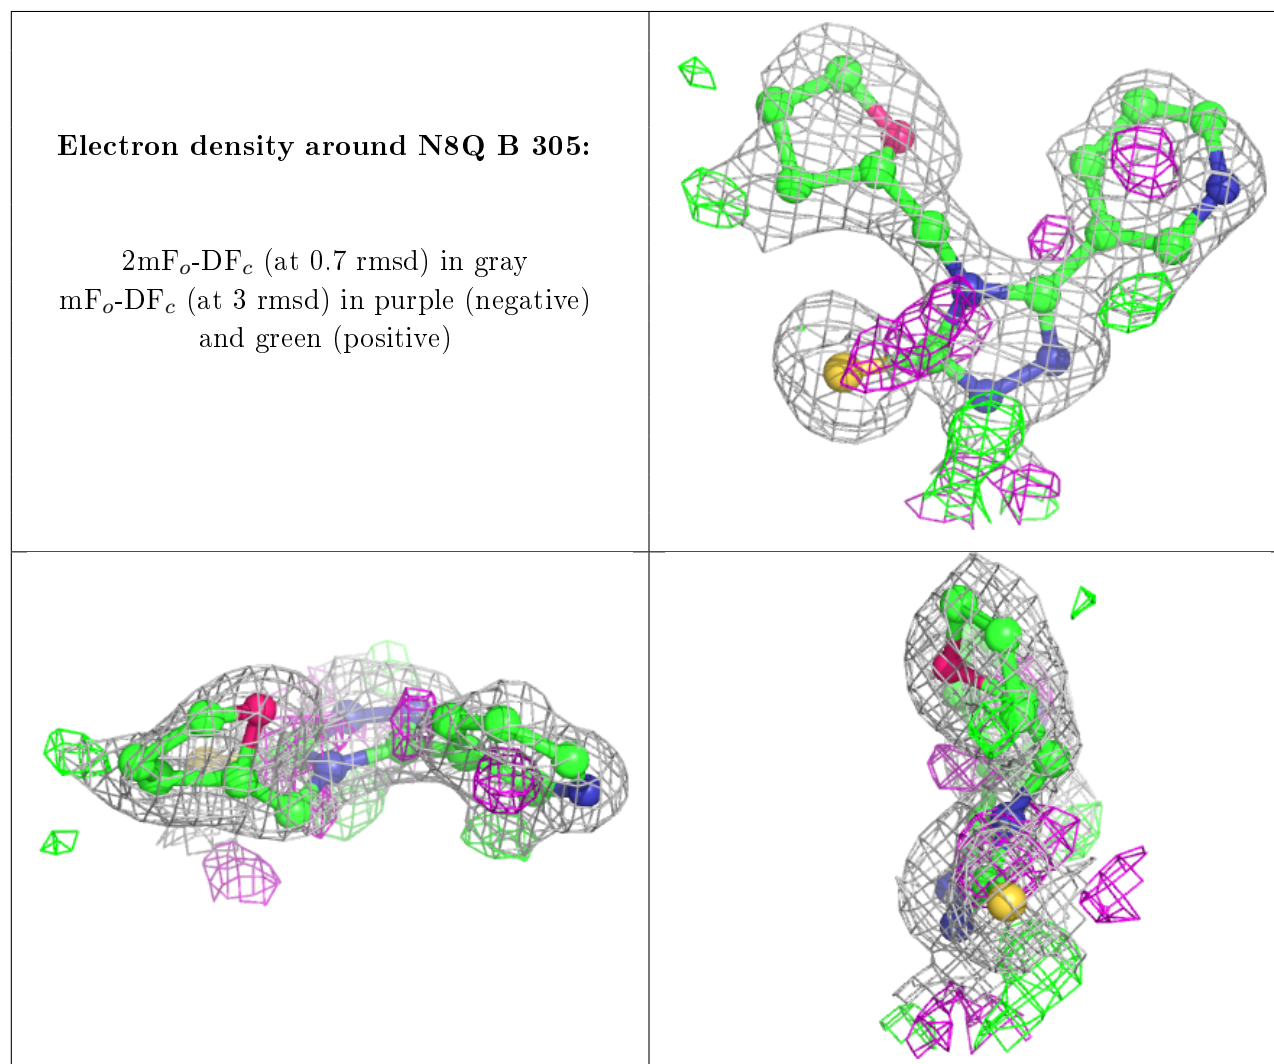 Electron density around N8Q B 305:
2mFₒ-DF𝑐 (at 0.7 rmsd) in gray
mFₒ-DF𝑐 (at 3 rmsd) in purple (negative)
and green (positive)